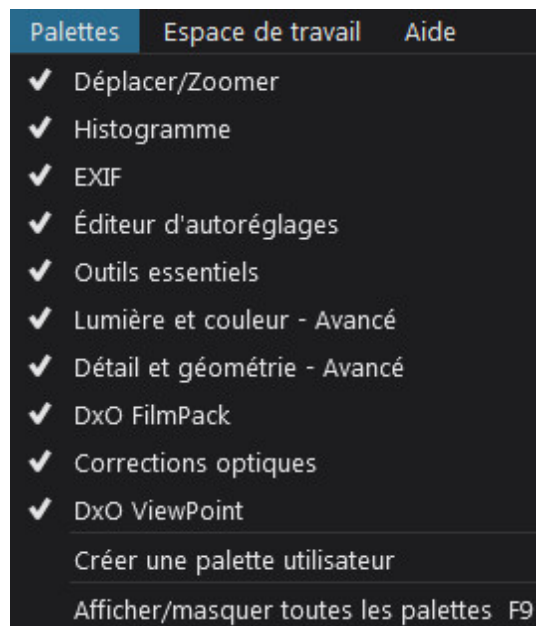 Palettes Espace de travail Aide
Déplacer/Zoomer
Histogramme
EXIF
Éditeur d'autoréglages
Outils essentiels
Lumière et couleur - Avancé
Détail et géométrie - Avancé
DxO FilmPack
Corrections optiques
DxO ViewPoint
Créer une palette utilisateur
Afficher/masquer toutes les palettes F9